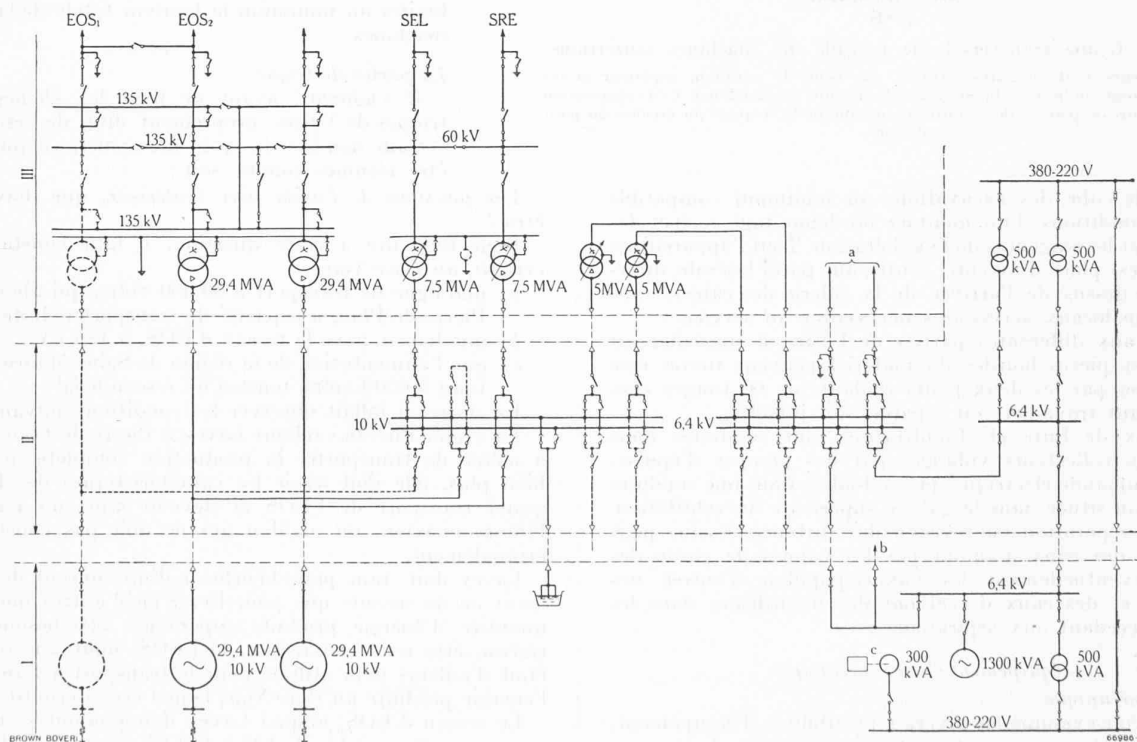 EOS₁
EOS₂
SEL
SRE
135 kV
135 kV
60 kV
380-220 V
III
135 kV
500 kVA
500 kVA
a
29,4 MVA
29,4 MVA
7,5 MVA
7,5 MVA
5MVA
5 MVA
II
10 kV
6,4 kV
6,4 kV
b
6,4 kV
I
29,4 MVA
10 kV
29,4 MVA
10 kV
c
300 kVA
1300 kVA
500 kVA
380-220 V
BROWN BOVERI
66986